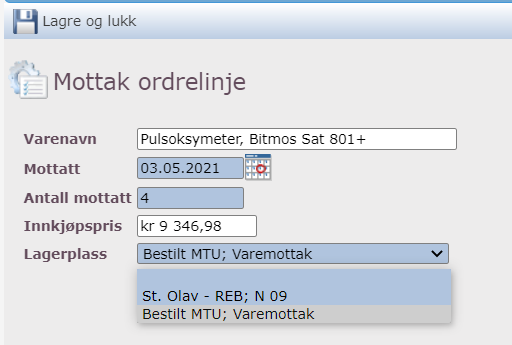 Lagre og lukk
Mottak ordrelinje
Varenavn Pulsoksymeter, Bitmos Sat 801+
Mottatt 03.05.2021
Antall mottatt 4
Innkjøpspris kr 9 346,98
Lagerplass Bestilt MTU; Varemottak
St. Olav - REB; N 09
Bestilt MTU; Varemottak